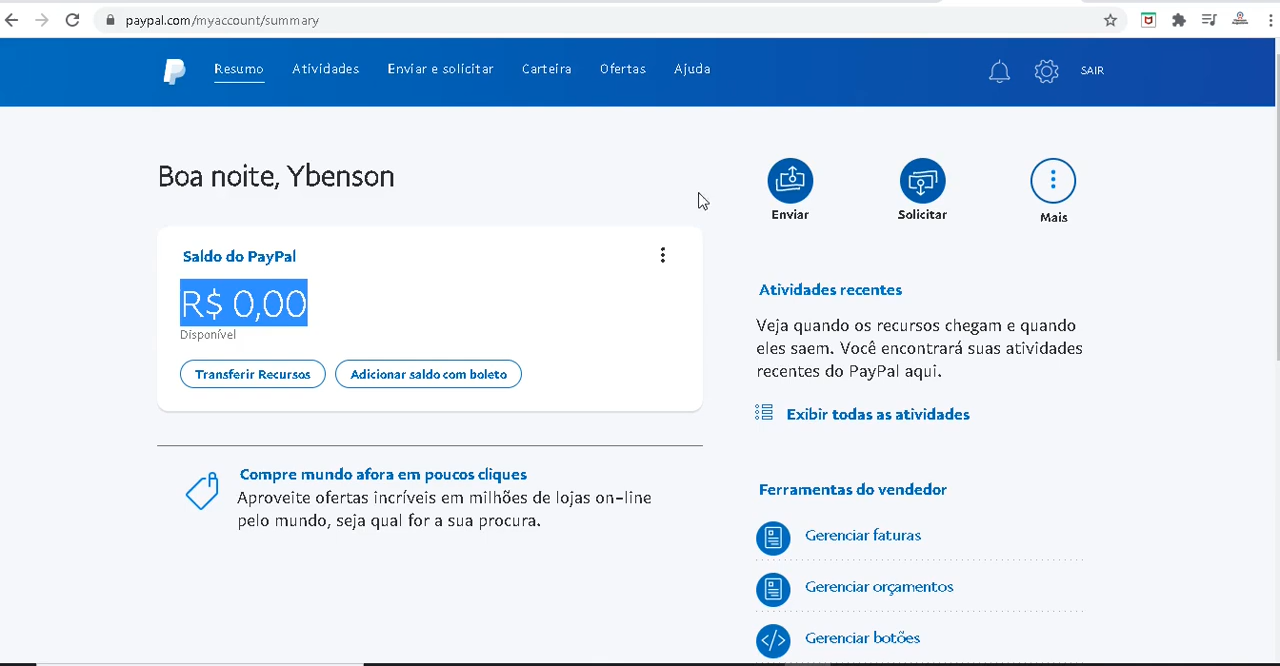 paypal.com/myaccount/summary
Resumo
Atividades
Enviar e solicitar
Carteira
Ofertas
Ajuda
SAIR
Boa noite, Ybenson
Enviar
Solicitar
Mais
Saldo do PayPal
R$ 0,00
Disponível
Transferir Recursos
Adicionar saldo com boleto
Atividades recentes
Veja quando os recursos chegam e quando
eles saem. Você encontrará suas atividades
recentes do PayPal aqui.
Exibir todas as atividades
Compre mundo afora em poucos cliques
Aproveite ofertas incríveis em milhões de lojas on-line
pelo mundo, seja qual for a sua procura.
Ferramentas do vendedor
Gerenciar faturas
Gerenciar orçamentos
Gerenciar botões